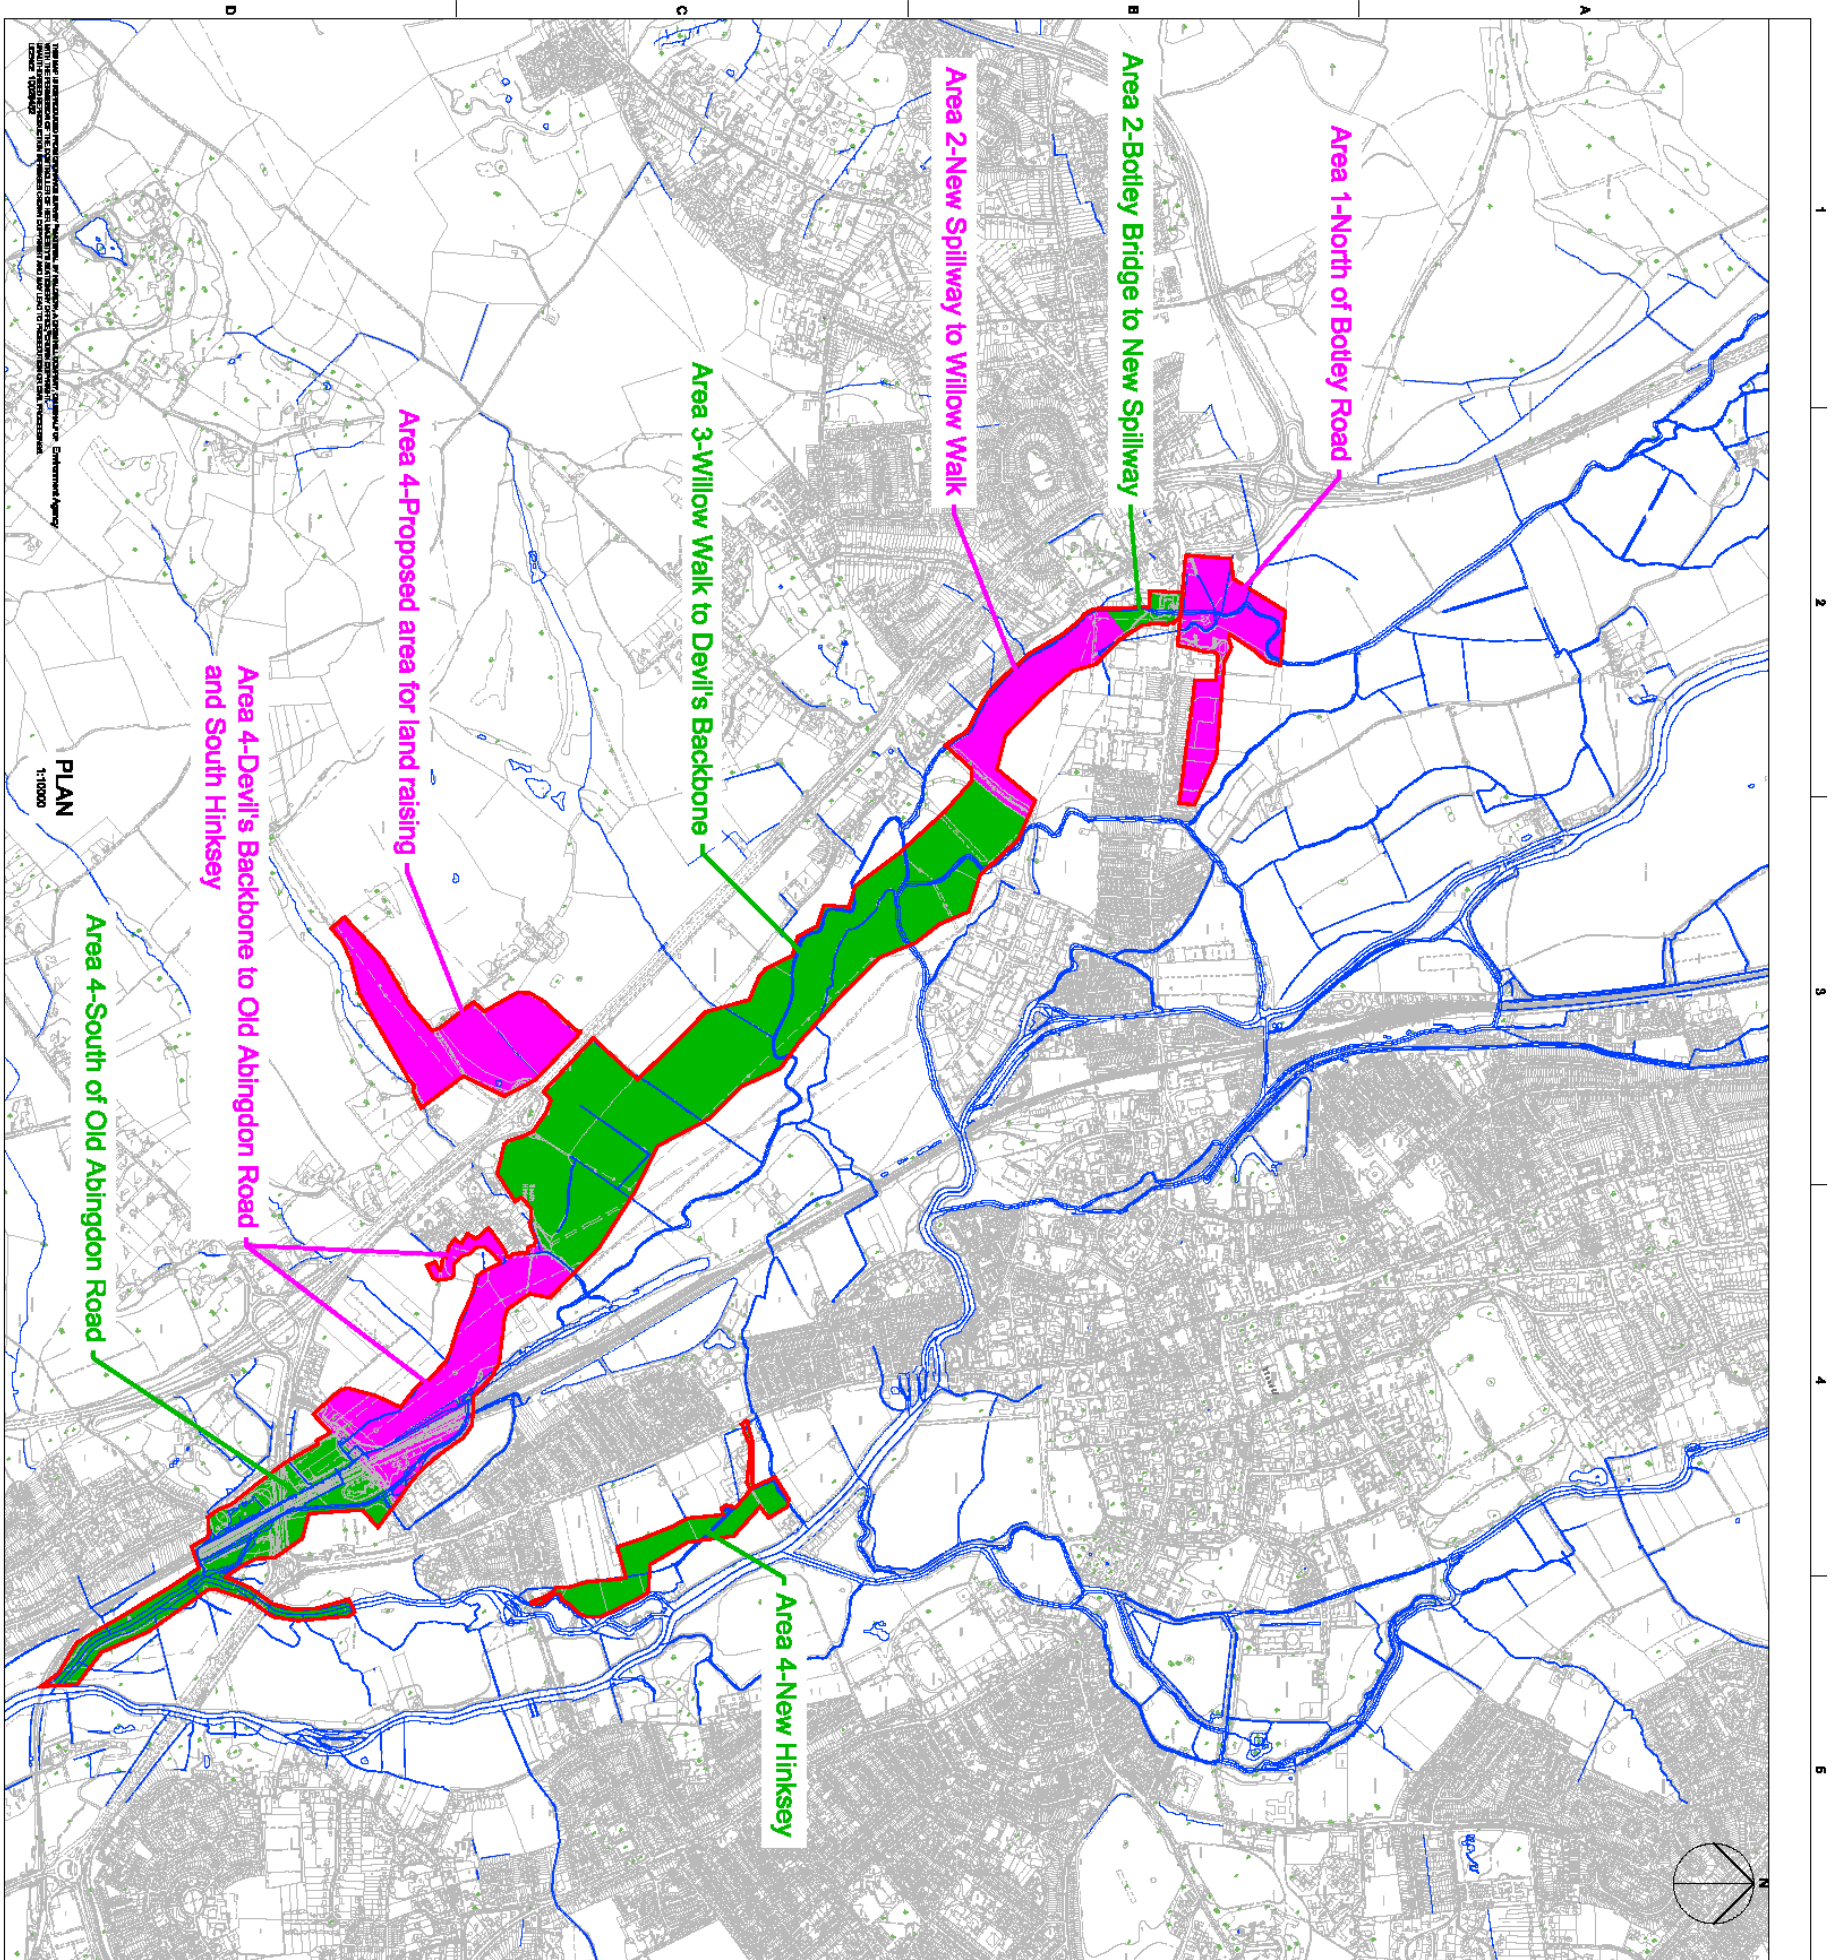 1
2
3
4
5
A
B
C
D
N
Area 1-North of Botley Road
Area 2-Botley Bridge to New Spillway
Area 2-New Spillway to Willow Walk
Area 3-Willow Walk to Devil's Backbone
Area 4-Proposed area for land raising
Area 4-Devil's Backbone to Old Abingdon Road
and South Hinksey
Area 4-South of Old Abingdon Road
Area 4-New Hinksey
PLAN
1:10000